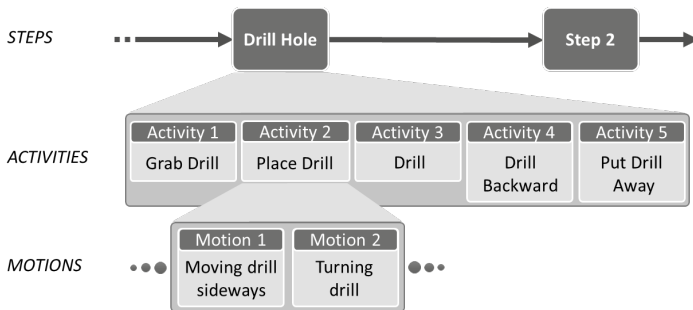 STEPS
Drill Hole
Step 2
ACTIVITIES
Activity 1
Grab Drill
Activity 2
Place Drill
Activity 3
Drill
Activity 4
Drill
Backward
Activity 5
Put Drill
Away
MOTIONS
Motion 1
Moving drill
sideways
Motion 2
Turning
drill